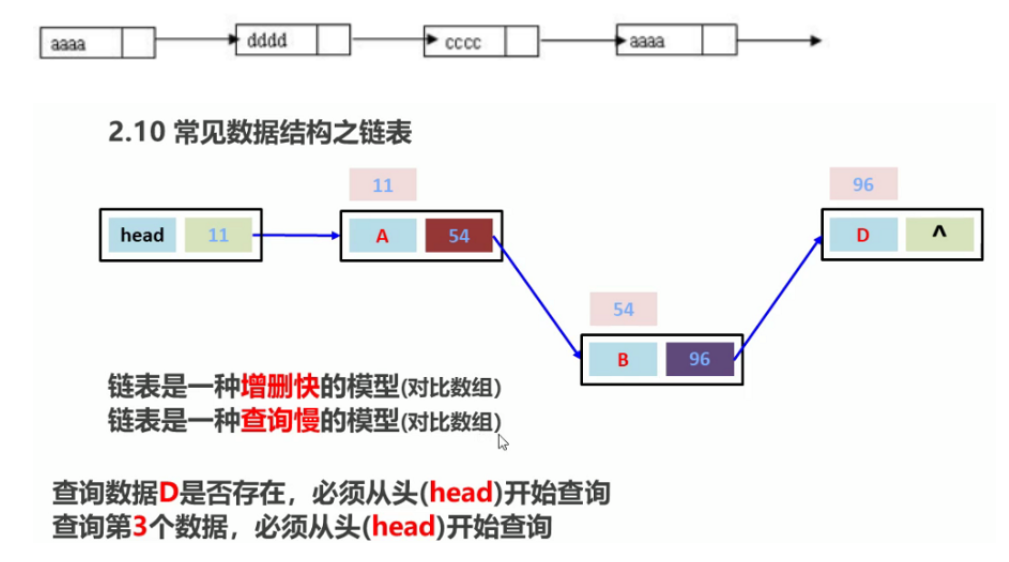 aaaa dddd cccc aaaa
2.10 常见数据结构之链表
11 96
head 11 A 54 D ^
54
B 96
链表是一种增删快的模型(对比数组)
链表是一种查询慢的模型(对比数组)
查询数据D是否存在，必须从头(head)开始查询
查询第3个数据，必须从头(head)开始查询